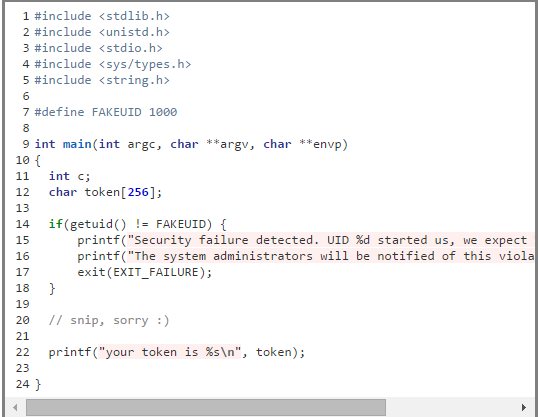 1 #include <stdlib.h>
2 #include <unistd.h>
3 #include <stdio.h>
4 #include <sys/types.h>
5 #include <string.h>
6
7 #define FAKEUID 1000
8
9 int main(int argc, char **argv, char **envp)
10 {
11 int c;
12 char token[256];
13
14 if(getuid() != FAKEUID) {
15 printf("Security failure detected. UID %d started us, we expect
16 printf("The system administrators will be notified of this viola
17 exit(EXIT_FAILURE);
18 }
19
20 // snip, sorry :)
21
22 printf("your token is %s\n", token);
23
24 }